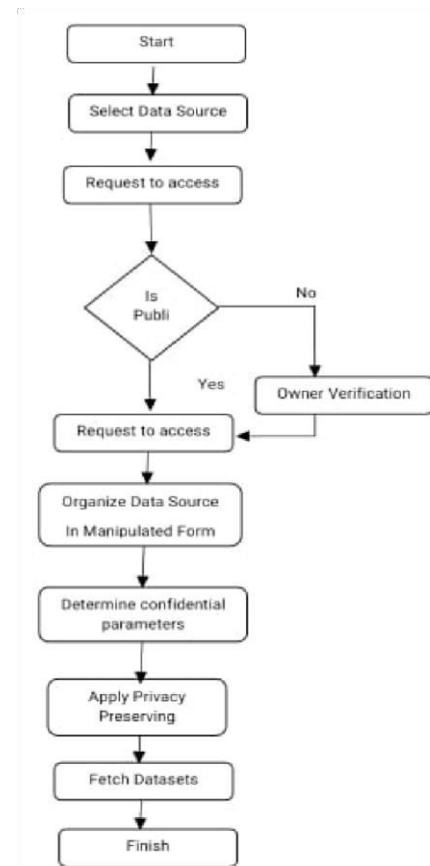 Start
Select Data Source
Request to access
Is
Publi
No
Yes
Owner Verification
Request to access
Organize Data Source
In Manipulated Form
Determine confidential
parameters
Apply Privacy
Preserving
Fetch Datasets
Finish